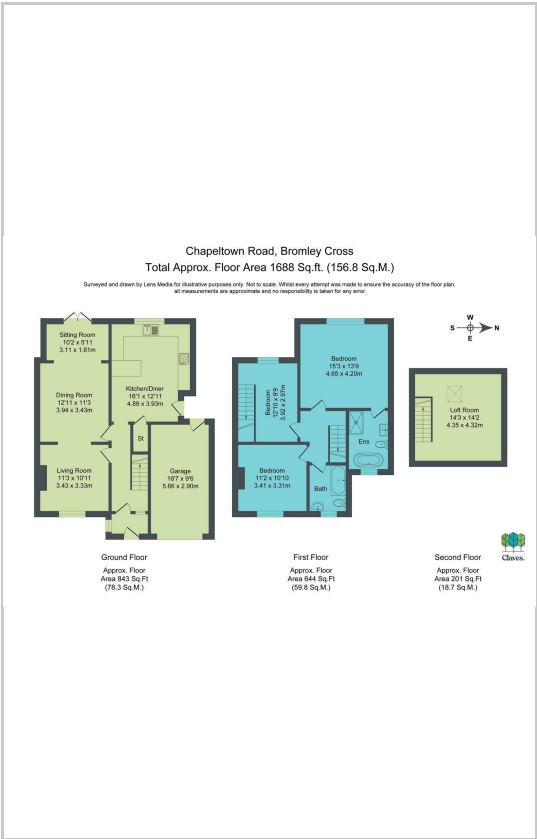 Chapeltown Road, Bromley Cross
Total Approx. Floor Area 1688 Sq.ft. (156.8 Sq.M.)
Surveyed and drawn by Lens Media for illustrative purposes only. Not to scale. Whilst every attempt was made to ensure the accuracy of the floor plan,
all measurements are approximate and no responsibility is taken for any error.
W
S
N
E
Sitting Room
10'2 x 5'11
3.11 x 1.81m
Dining Room
12'11 x 11'3
3.94 x 3.43m
Kitchen/Diner
16'1 x 12'11
4.89 x 3.93m
St
Living Room
11'3 x 10'11
3.43 x 3.33m
Garage
18'7 x 9'6
5.66 x 2.90m
Bedroom
15'3 x 13'9
4.65 x 4.20m
Bedroom
12'10 x 9'9
3.92 x 2.97m
Ens
Bedroom
11'2 x 10'10
3.41 x 3.31m
Bath
Loft Room
14'3 x 14'2
4.35 x 4.32m
Ground Floor
Approx. Floor
Area 843 Sq.Ft
(78.3 Sq.M.)
First Floor
Approx. Floor
Area 644 Sq.Ft
(59.8 Sq.M.)
Second Floor
Approx. Floor
Area 201 Sq.Ft
(18.7 Sq.M.)
Claves.